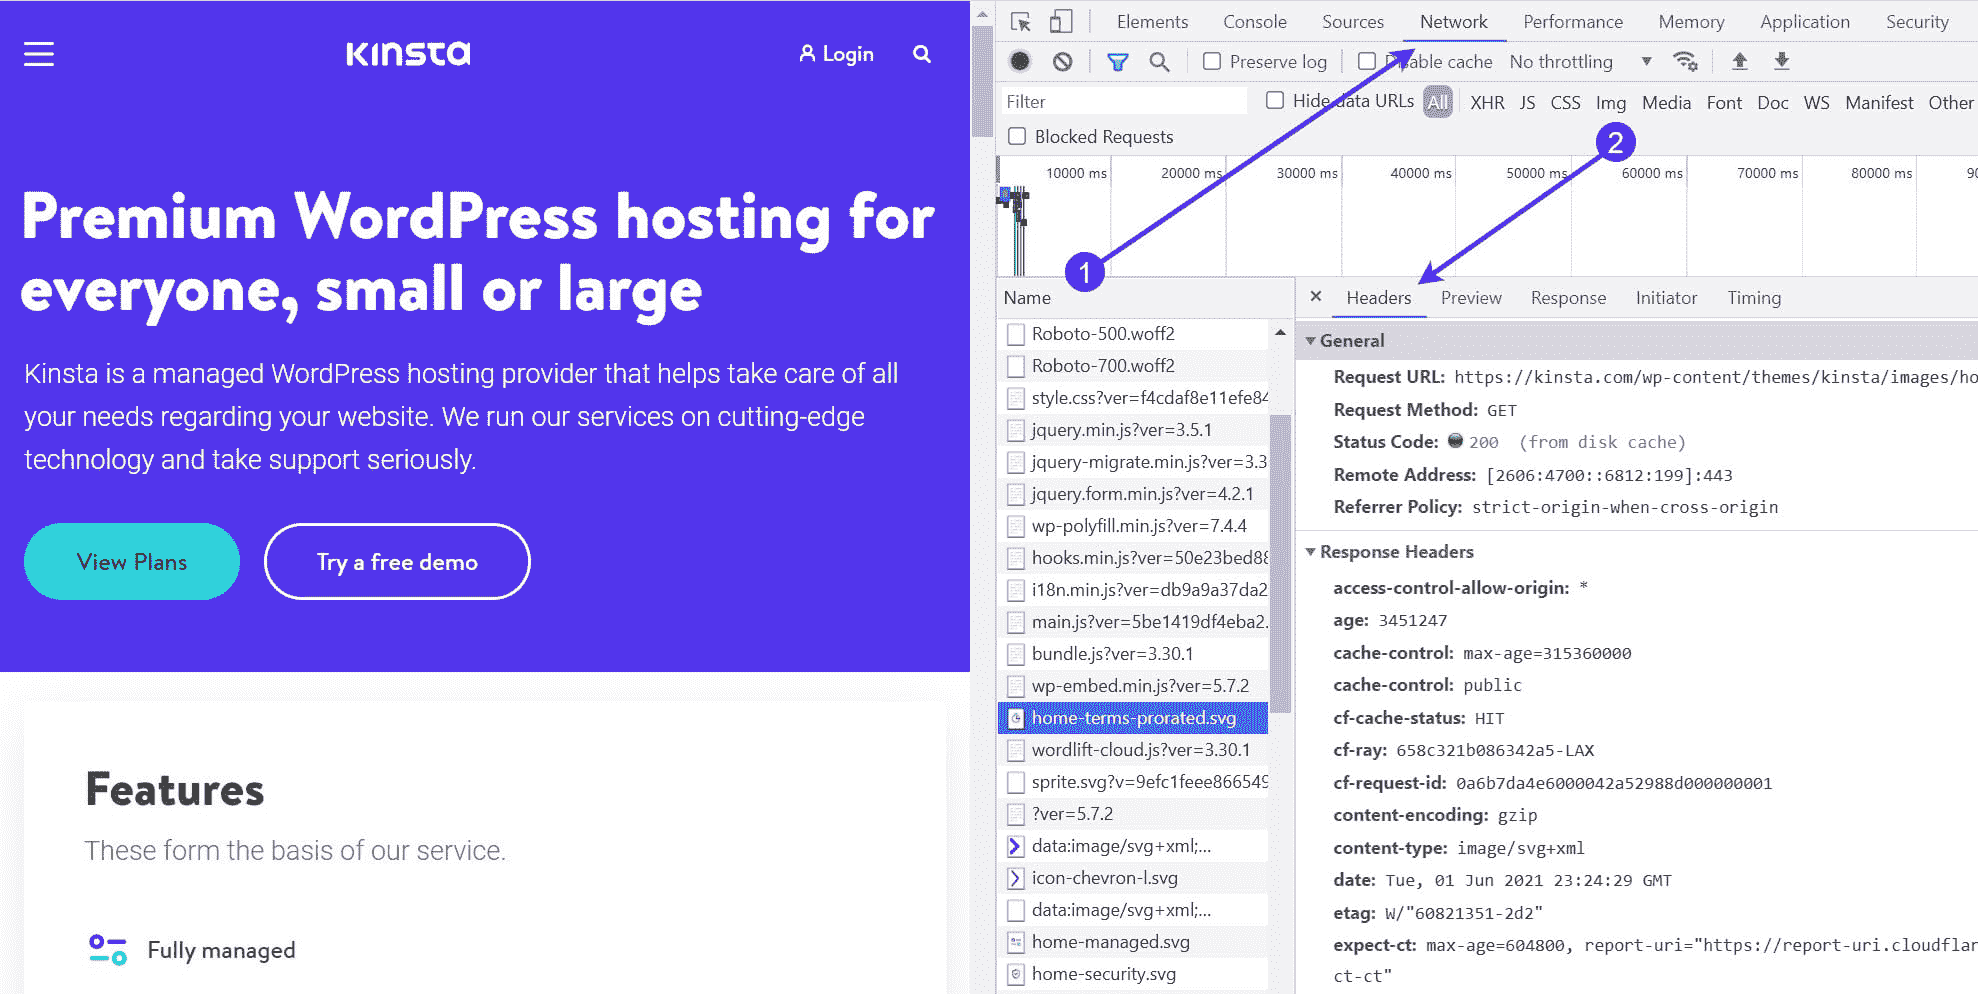 Kinsta
Login
Premium WordPress hosting for
everyone, small or large
Kinsta is a managed WordPress hosting provider that helps take care of all
your needs regarding your website. We run our services on cutting-edge
technology and take support seriously.
View Plans
Try a free demo
Features
These form the basis of our service.
Fully managed
Elements Console Sources Network Performance Memory Application Security
Preserve log Disable cache No throttling
Filter Hide data URLs All XHR JS CSS Img Media Font Doc WS Manifest Other
Blocked Requests
2
10000 ms 20000 ms 30000 ms 40000 ms 50000 ms 60000 ms 70000 ms 80000 ms 90
1
Name
Roboto-500.woff2
Roboto-700.woff2
style.css?ver=f4cdaf8e11efe84
jquery.min.js?ver=3.5.1
jquery-migrate.min.js?ver=3.3
jquery.form.min.js?ver=4.2.1
wp-polyfill.min.js?ver=7.4.4
hooks.min.js?ver=50e23bed88
i18n.min.js?ver=db9a9a37da2
main.js?ver=5be1419df4eba2.
bundle.js?ver=3.30.1
wp-embed.min.js?ver=5.7.2
home-terms-prorated.svg
wordlift-cloud.js?ver=3.30.1
sprite.svg?v=9efc1feee866549
?ver=5.7.2
data:image/svg+xml;...
icon-chevron-l.svg
data:image/svg+xml;...
home-managed.svg
home-security.svg
× Headers Preview Response Initiator Timing
General
Request URL: https://kinsta.com/wp-content/themes/kinsta/images/ho
Request Method: GET
Status Code: 200 (from disk cache)
Remote Address: [2606:4700::6812:199]:443
Referrer Policy: strict-origin-when-cross-origin
Response Headers
access-control-allow-origin: *
age: 3451247
cache-control: max-age=315360000
cache-control: public
cf-cache-status: HIT
cf-ray: 658c321b086342a5-LAX
cf-request-id: 0a6b7da4e6000042a52988d000000001
content-encoding: gzip
content-type: image/svg+xml
date: Tue, 01 Jun 2021 23:24:29 GMT
etag: W/"60821351-2d2"
expect-ct: max-age=604800, report-uri="https://report-uri.cloudflar
ct-ct"